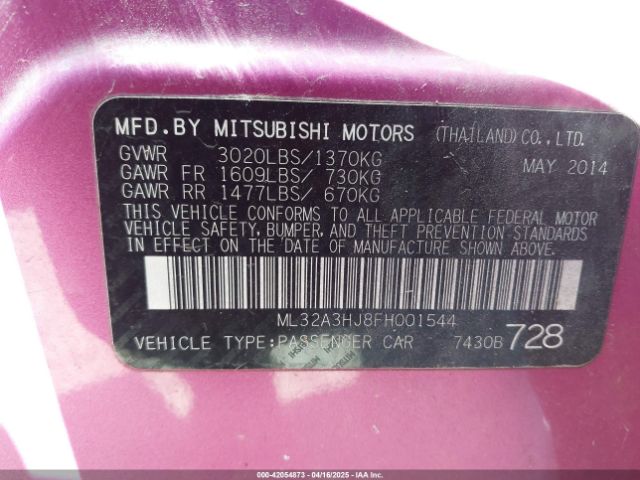 MFD.BY MITSUBISHI MOTORS (THAILAND)CO.,LTD.
GVWR 3020LBS/1370KG MAY 2014
GAWR FR 1609LBS/ 730KG
GAWR RR 1477LBS/ 670KG
THIS VEHICLE CONFORMS TO ALL APPLICABLE FEDERAL MOTOR
VEHICLE SAFETY, BUMPER, AND THEFT PREVENTION STANDARDS
IN EFFECT ON THE DATE OF MANUFACTURE SHOWN ABOVE.
ML32A3HJ8FH001544
VEHICLE TYPE:PASSENGER CAR 7430B 728
000-42054873 - 04/16/2025 - IAAI.COM